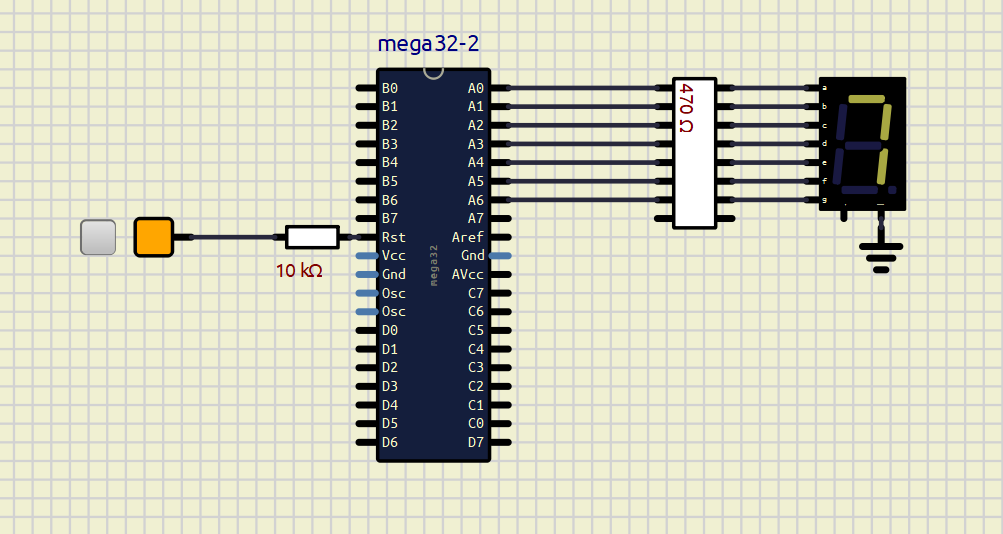 mega32-2
B0 A0
B1 A1
B2 A2
B3 A3
B4 A4
B5 A5
B6 A6
B7 A7
Rst Aref
Vcc Gnd
Gnd AVcc
Osc C7
Osc C6
D0 C5
D1 C4
D2 C3
D3 C2
D4 C1
D5 C0
D6 D7
mega32
10 kΩ
470 Ω
a
b
c
d
e
f
g